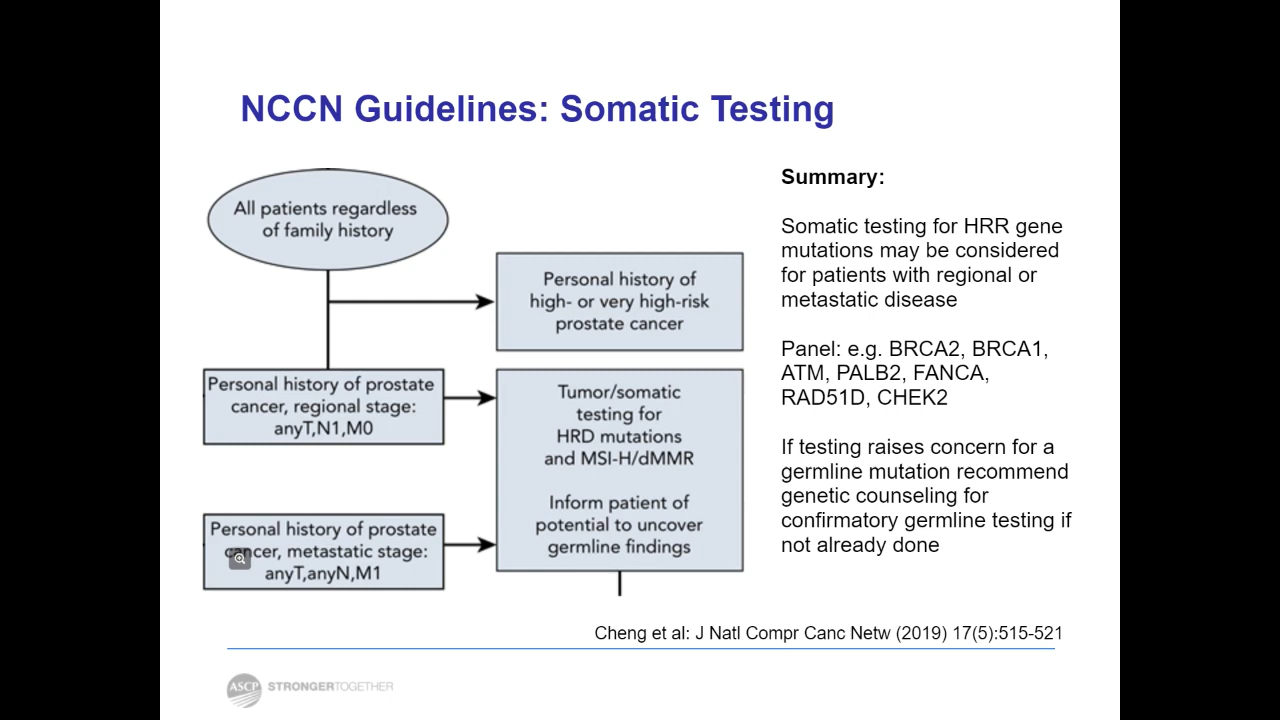 NCCN Guidelines: Somatic Testing
All patients regardless
of family history
Personal history of
high- or very high-risk
prostate cancer
Personal history of prostate
cancer, regional stage:
anyT,N1,M0
Tumor/somatic
testing for
HRD mutations
and MSI-H/dMMR
Inform patient of
potential to uncover
germline findings
Personal history of prostate
cancer, metastatic stage:
anyT,anyN,M1
Summary:
Somatic testing for HRR gene
mutations may be considered
for patients with regional or
metastatic disease
Panel: e.g. BRCA2, BRCA1,
ATM, PALB2, FANCA,
RAD51D, CHEK2
If testing raises concern for a
germline mutation recommend
genetic counseling for
confirmatory germline testing if
not already done
Cheng et al: J Natl Compr Canc Netw (2019) 17(5):515-521
ASCP STRONGERTOGETHER